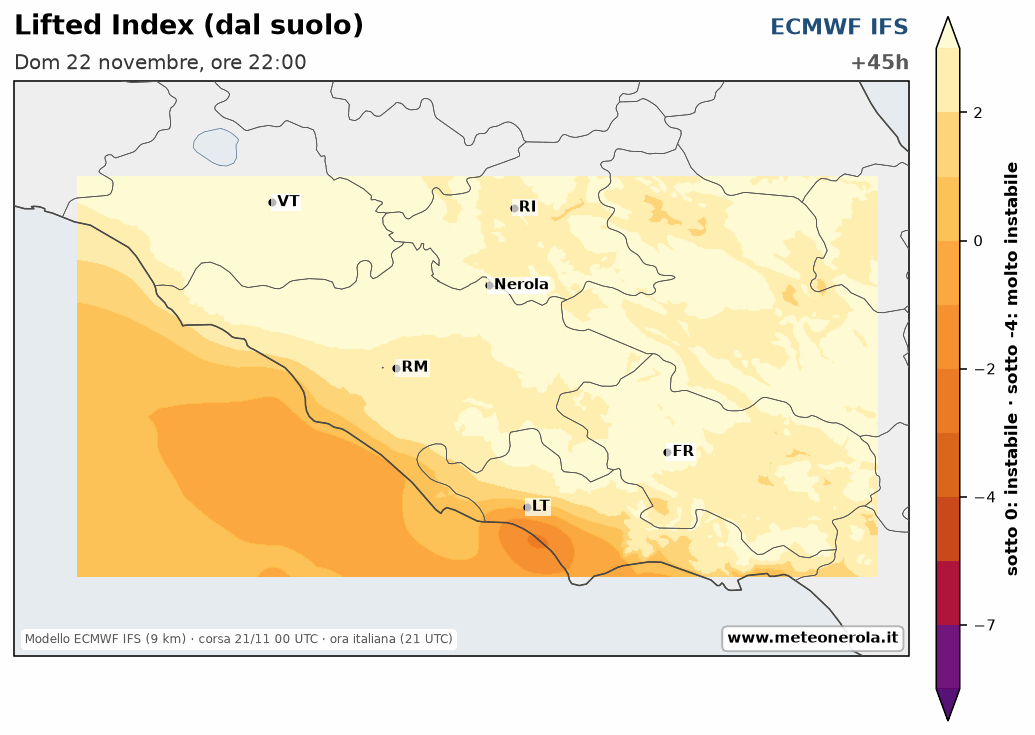 Lifted Index (dal suolo)
ECMWF IFS
Dom 22 novembre, ore 22:00
+45h
VT
RI
Nerola
RM
FR
LT
2
0
−2
−4
−7
sotto 0: instabile · sotto -4: molto instabile
Modello ECMWF IFS (9 km) · corsa 21/11 00 UTC · ora italiana (21 UTC)
www.meteonerola.it